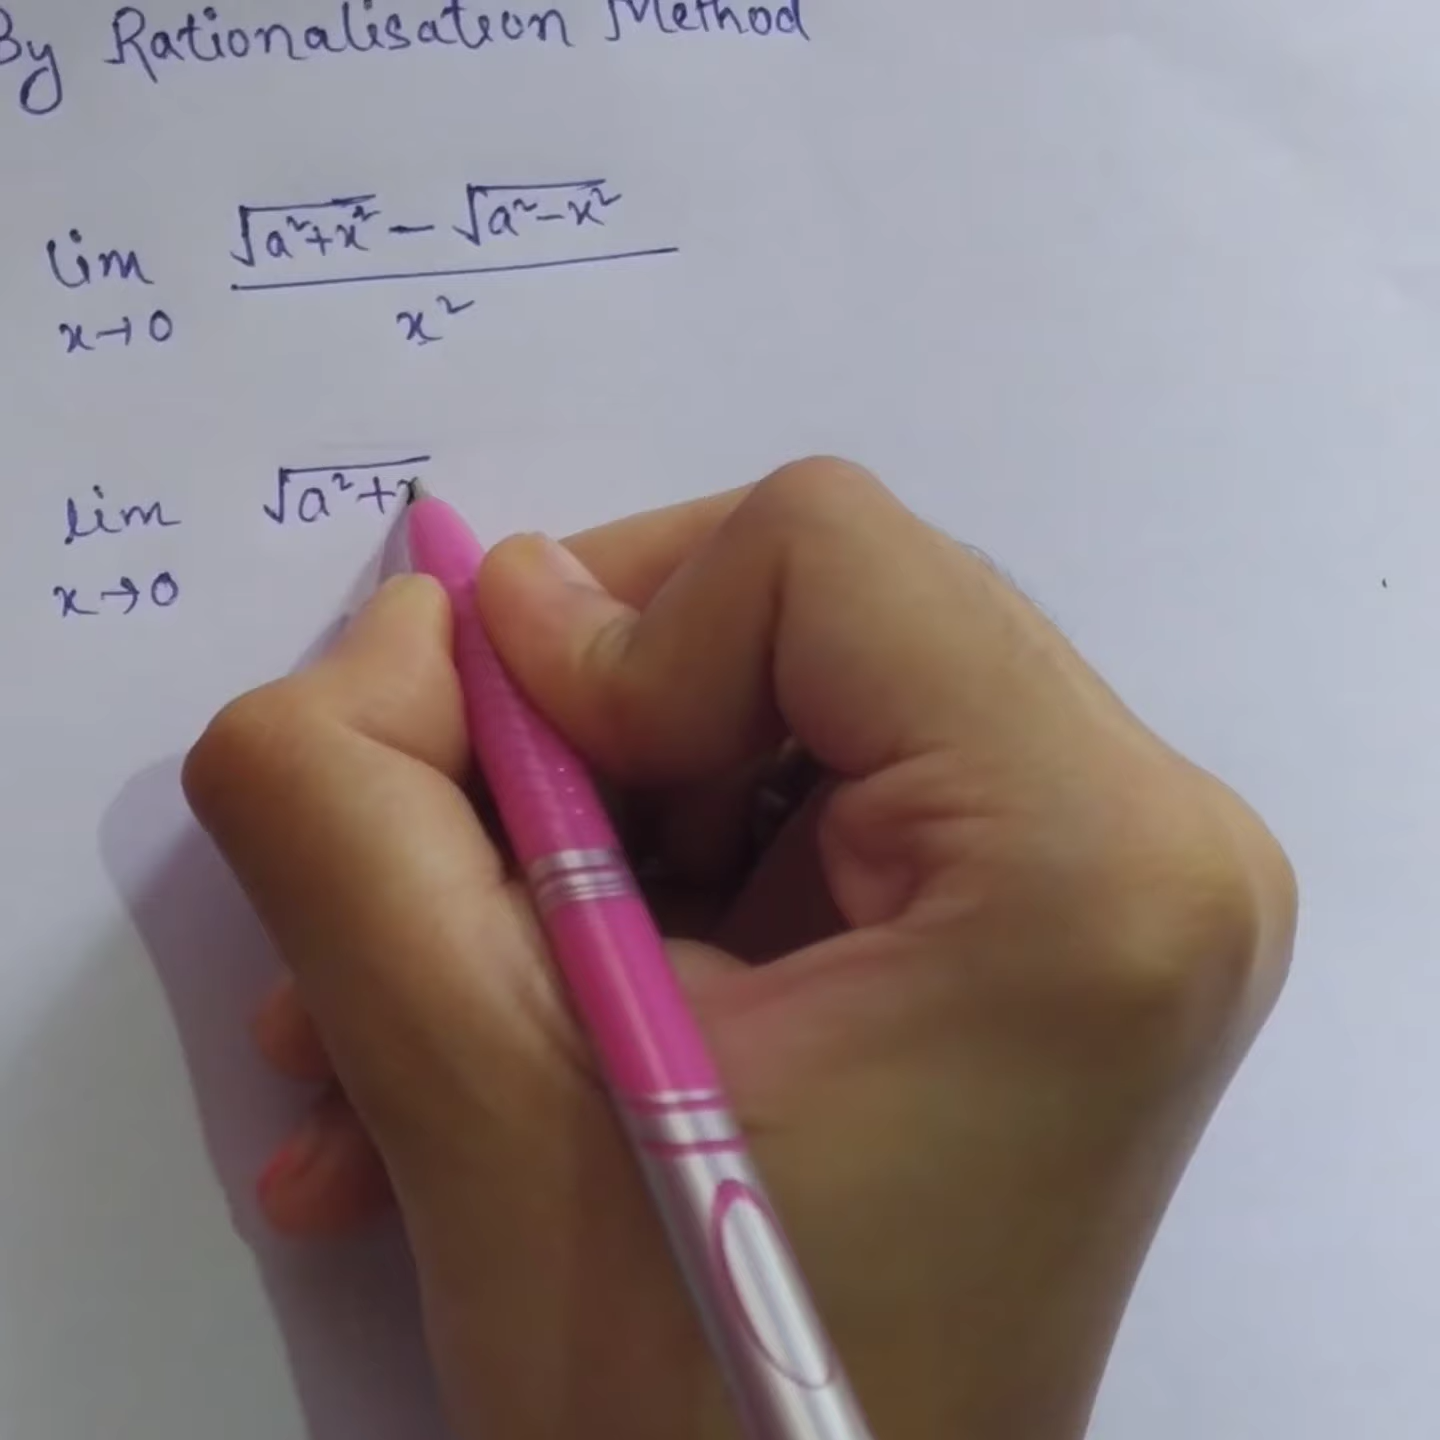 By Rationalisation Method
lim x→0 (√(a²+x²) − √(a²−x²)) / x²
lim x→0 √(a²+x